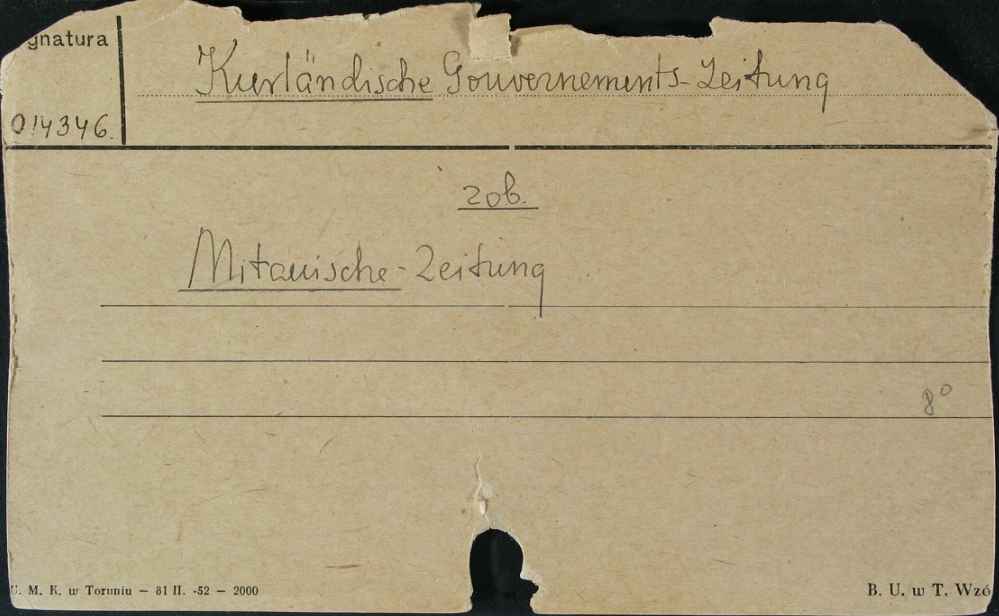 gnatura
Kurländische Gouvernements-Zeitung
014346.
zob.
Mitauische-Zeitung
8°
U. M. K. w Toruniu — 81 II. -52 — 2000
B. U. w T. Wzó